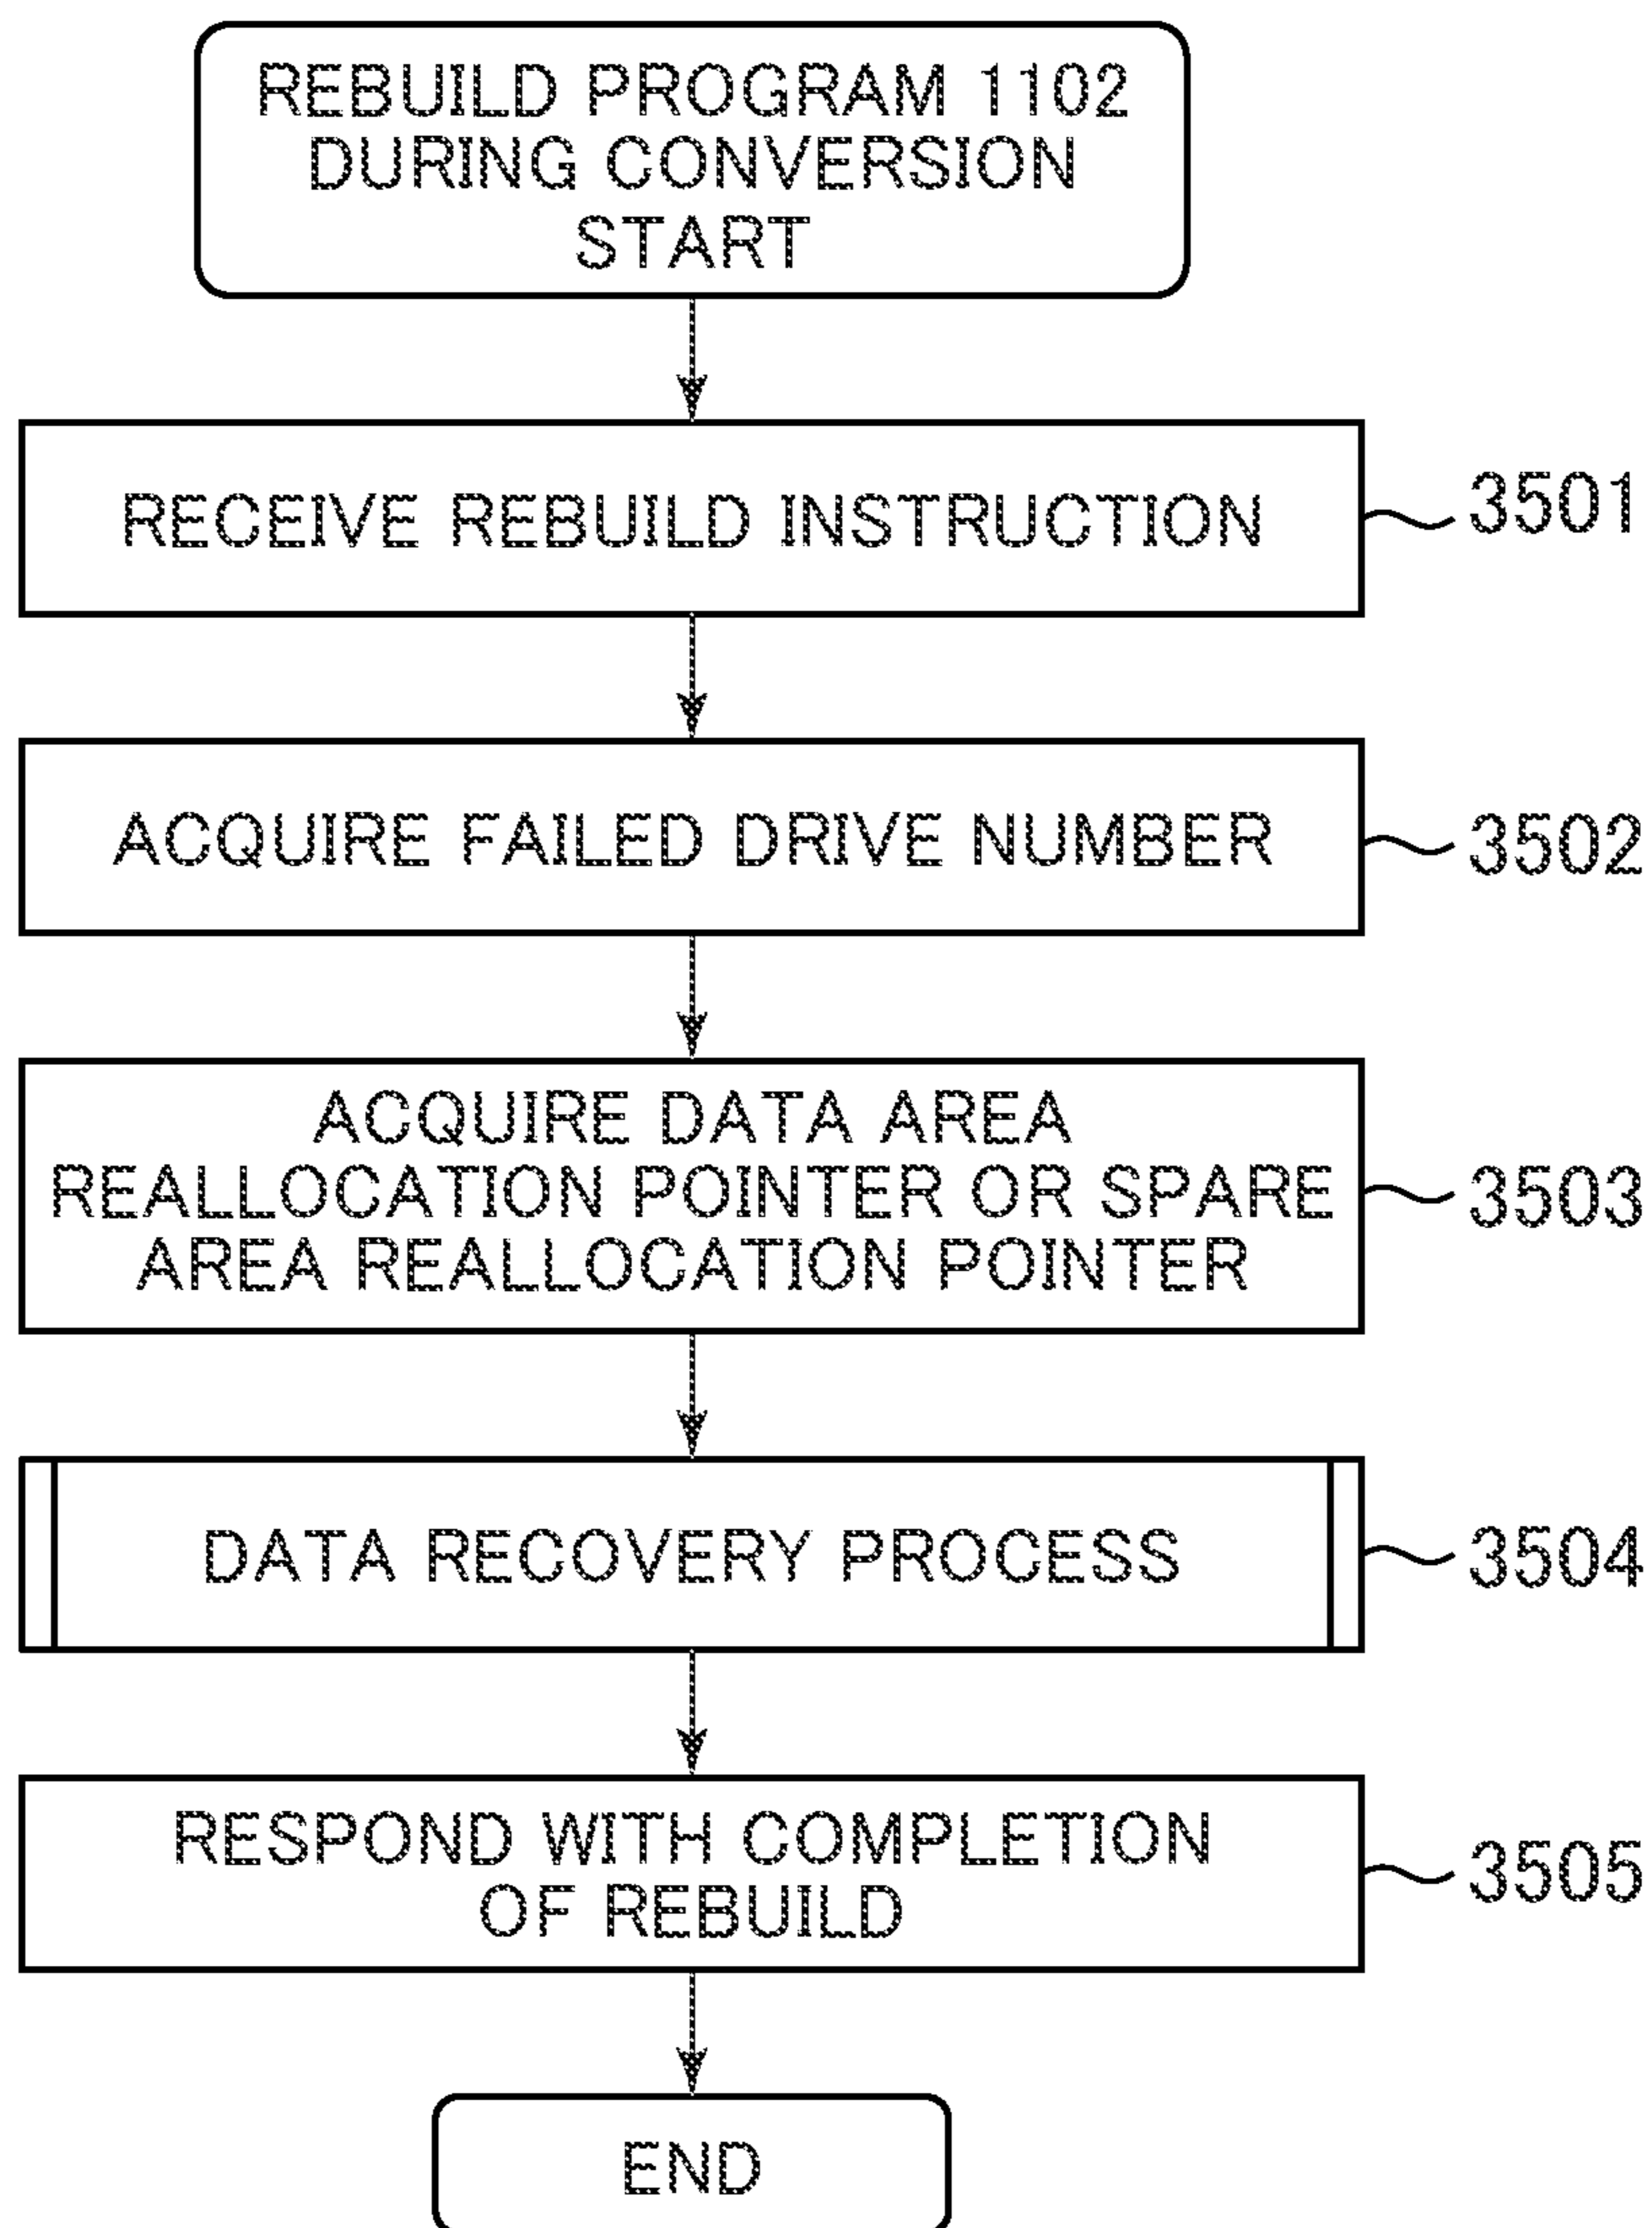 REBUILD PROGRAM 1102
DURING CONVERSION
START
RECEIVE REBUILD INSTRUCTION
3501
ACQUIRE FAILED DRIVE NUMBER
3502
ACQUIRE DATA AREA
REALLOCATION POINTER OR SPARE
AREA REALLOCATION POINTER
3503
DATA RECOVERY PROCESS
3504
RESPOND WITH COMPLETION
OF REBUILD
3505
END